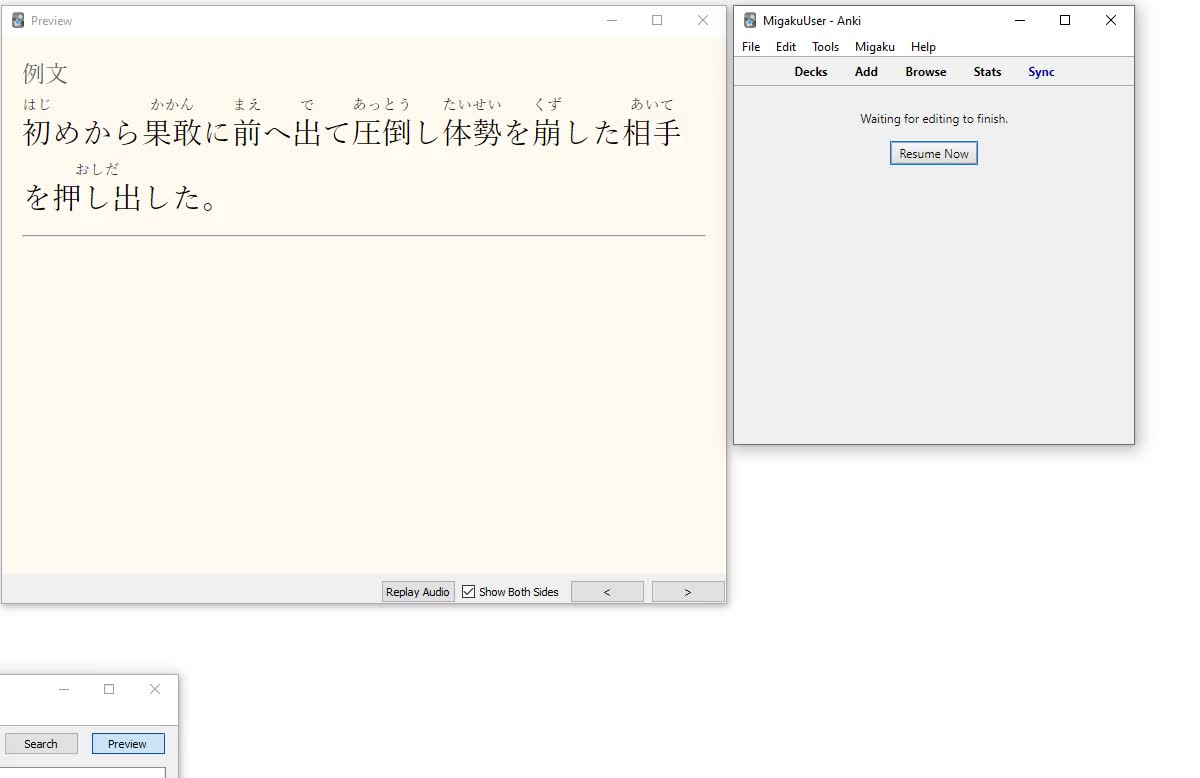 Preview
例文
はじ かかん まえ で あっとう たいせい くず あいて
初めから果敢に前へ出て圧倒し体勢を崩した相手
おしだ
を押し出した。
Replay Audio Show Both Sides < >
MigakuUser - Anki
File Edit Tools Migaku Help
Decks Add Browse Stats Sync
Waiting for editing to finish.
Resume Now
Search Preview